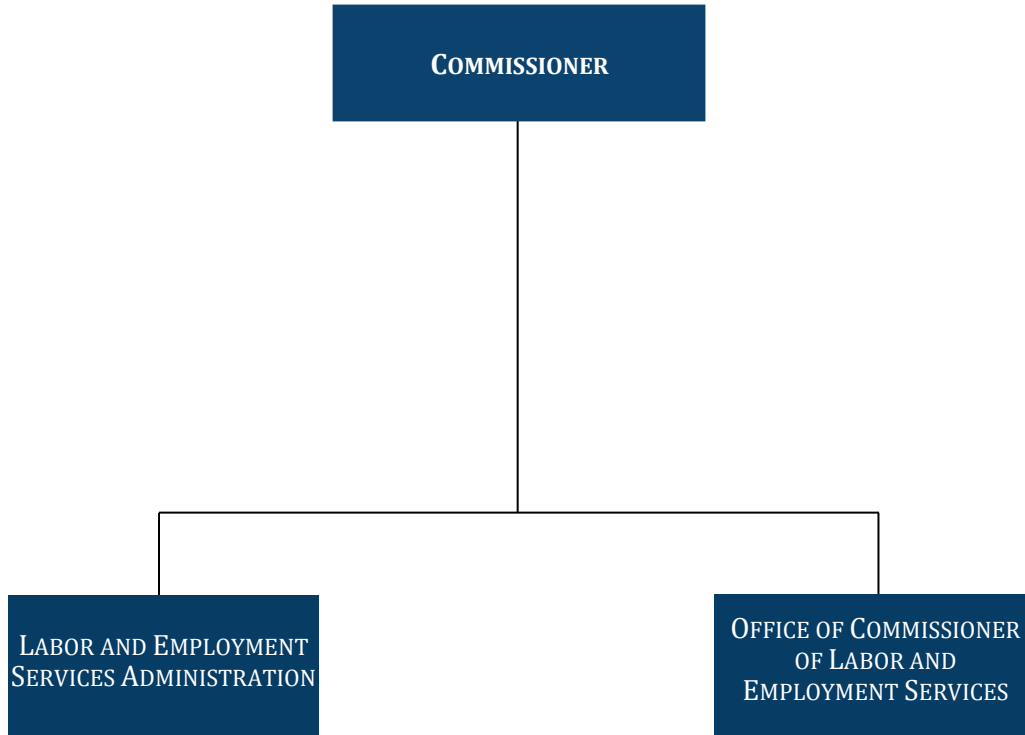 COMMISSIONER
LABOR AND EMPLOYMENT
SERVICES ADMINISTRATION
OFFICE OF COMMISSIONER
OF LABOR AND
EMPLOYMENT SERVICES